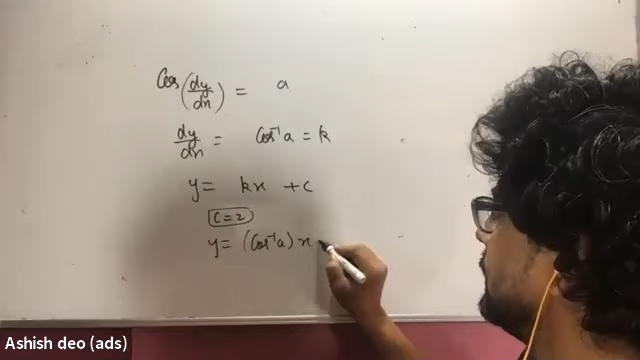 Cos(dy/dx) = a
dy/dx = Cos⁻¹a = k
y = kx + c
C = 2
y = (Cos⁻¹a) x
Ashish deo (ads)